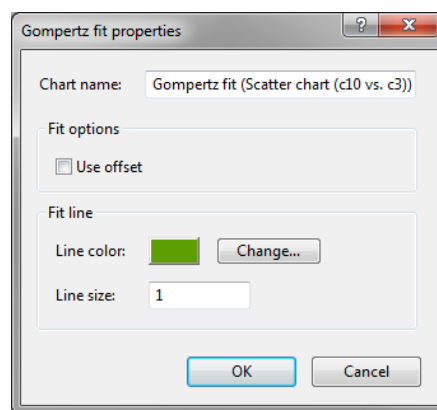 Gompertz fit properties
?
Chart name: Gompertz fit (Scatter chart (c10 vs. c3))
Fit options
Use offset
Fit line
Line color: Change...
Line size: 1
OK Cancel